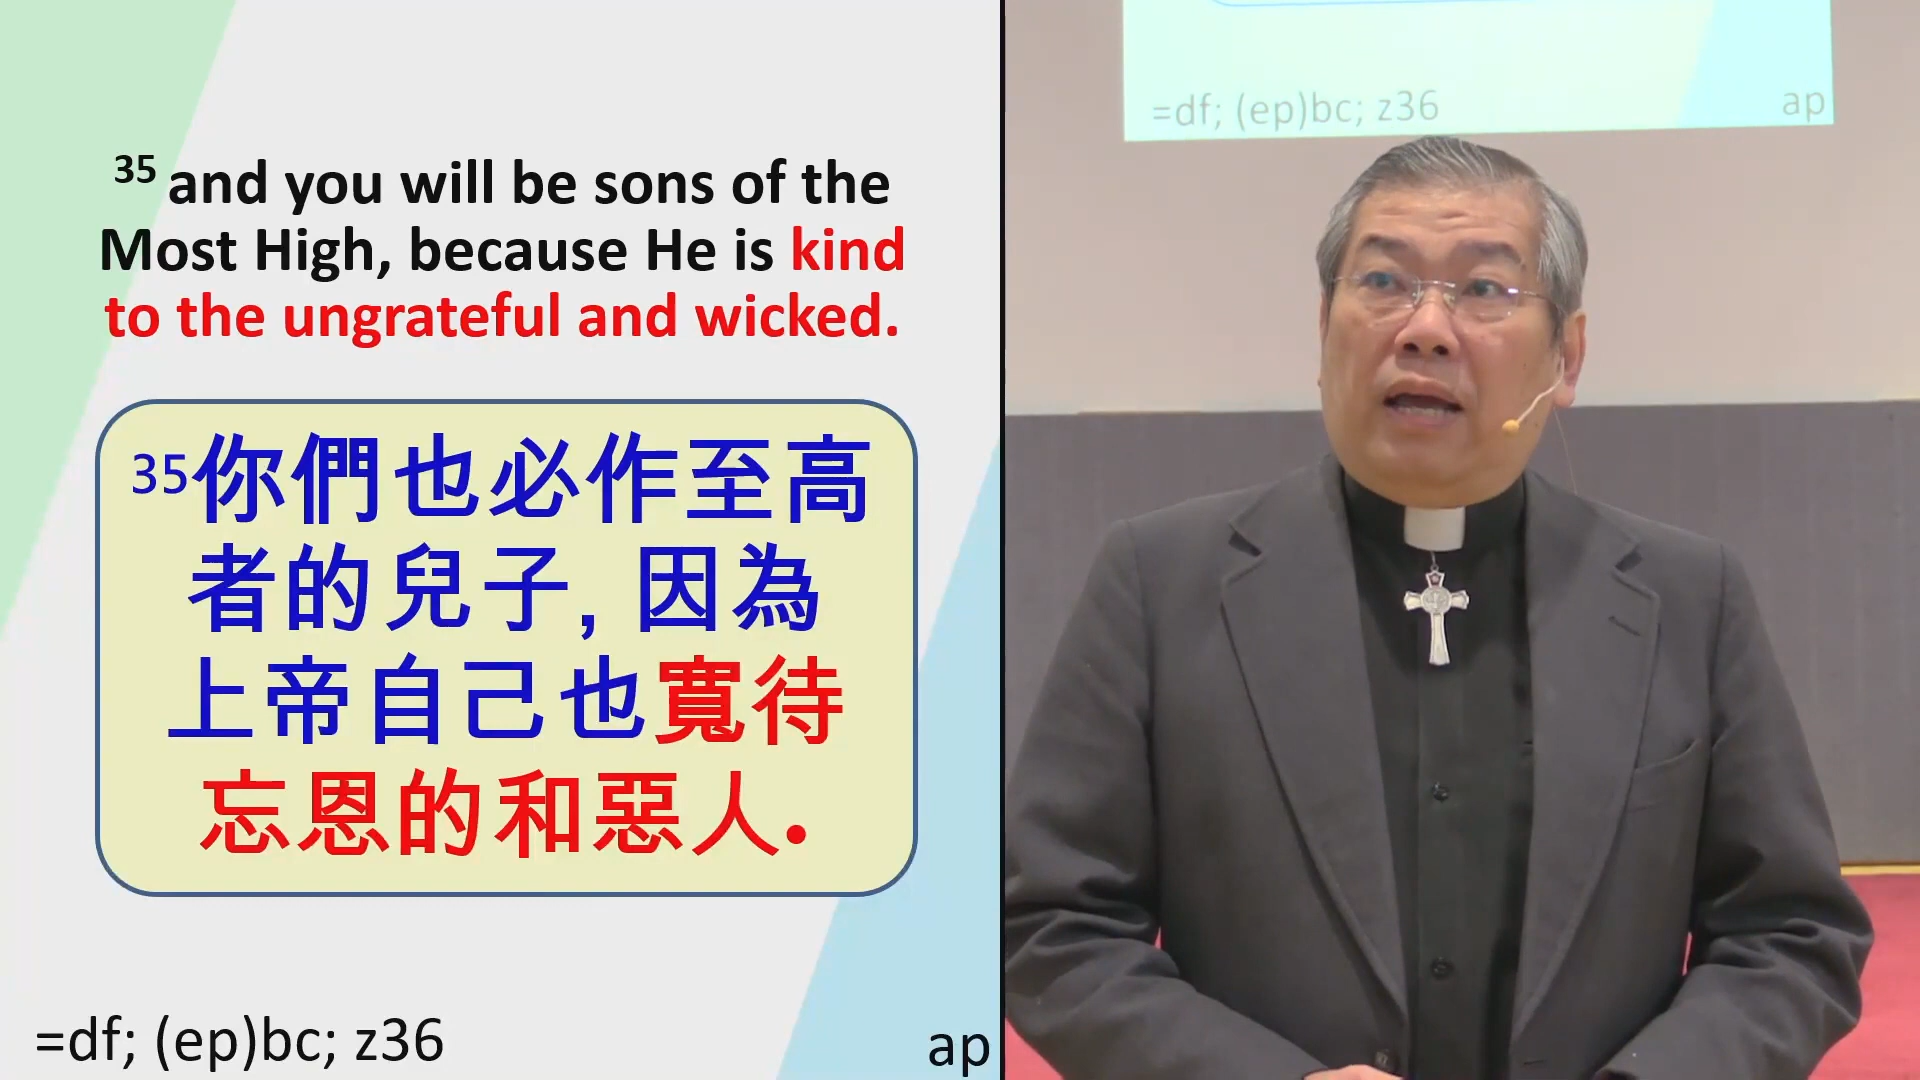 35 and you will be sons of the
Most High, because He is kind
to the ungrateful and wicked.
35你們也必作至高
者的兒子, 因為
上帝自己也寬待
忘恩的和惡人.
=df; (ep)bc; z36
ap
=df; (ep)bc; z36
ap